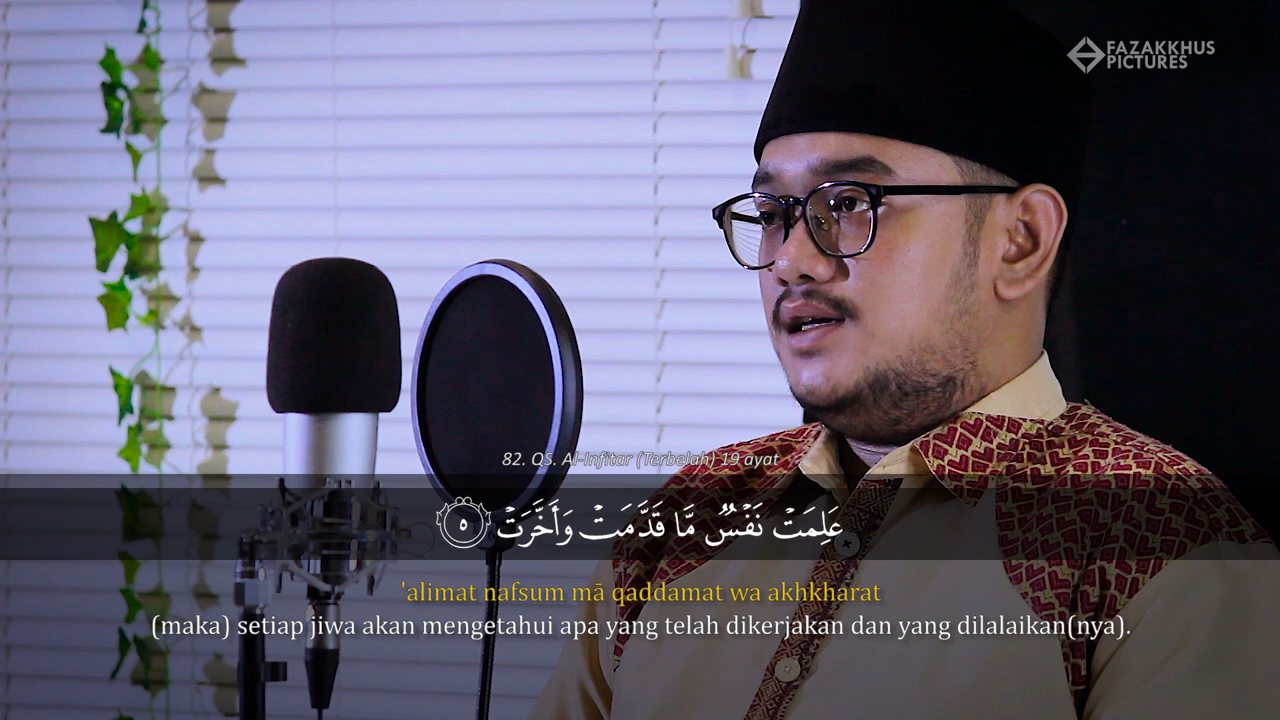 FAZAKKHUS
PICTURES
82. QS. Al-Infitar (Terbelah) 19 ayat
عَلِمَتْ نَفْسٌ مَّا قَدَّمَتْ وَأَخَّرَتْ ۝٥
'alimat nafsum mā qaddamat wa akhkharat
(maka) setiap jiwa akan mengetahui apa yang telah dikerjakan dan yang dilalaikan(nya).